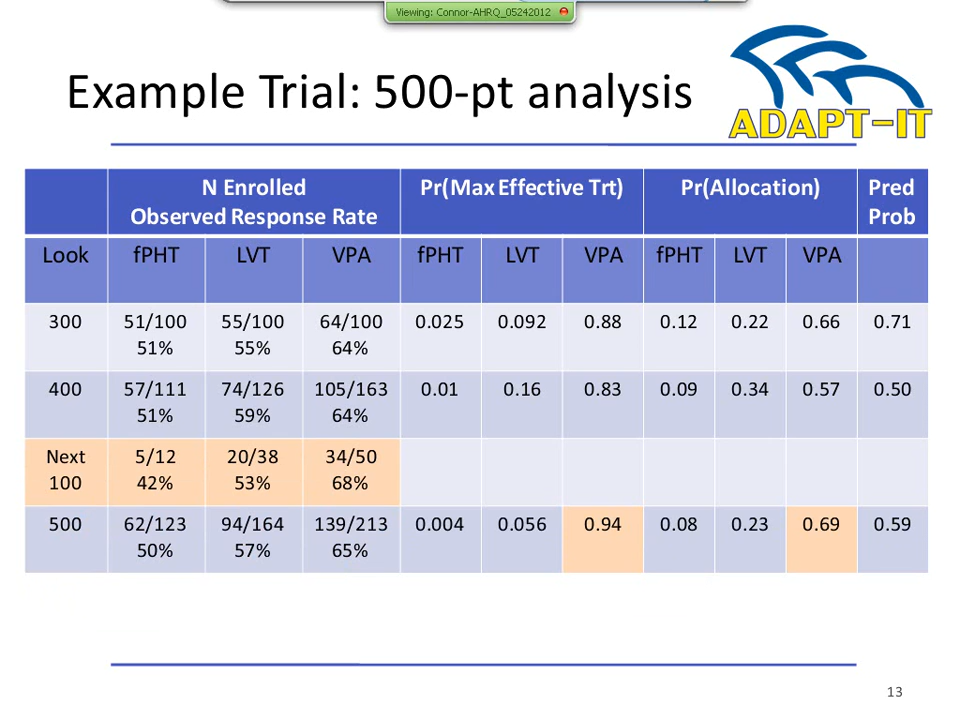 Viewing: Connor-AHRQ_05242012
Example Trial: 500-pt analysis
ADAPT-IT
N Enrolled
Observed Response Rate
Pr(Max Effective Trt)
Pr(Allocation)
Pred
Prob
Look fPHT LVT VPA fPHT LVT VPA fPHT LVT VPA
300 51/100 55/100 64/100 0.025 0.092 0.88 0.12 0.22 0.66 0.71
51% 55% 64%
400 57/111 74/126 105/163 0.01 0.16 0.83 0.09 0.34 0.57 0.50
51% 59% 64%
Next 5/12 20/38 34/50
100 42% 53% 68%
500 62/123 94/164 139/213 0.004 0.056 0.94 0.08 0.23 0.69 0.59
50% 57% 65%
13